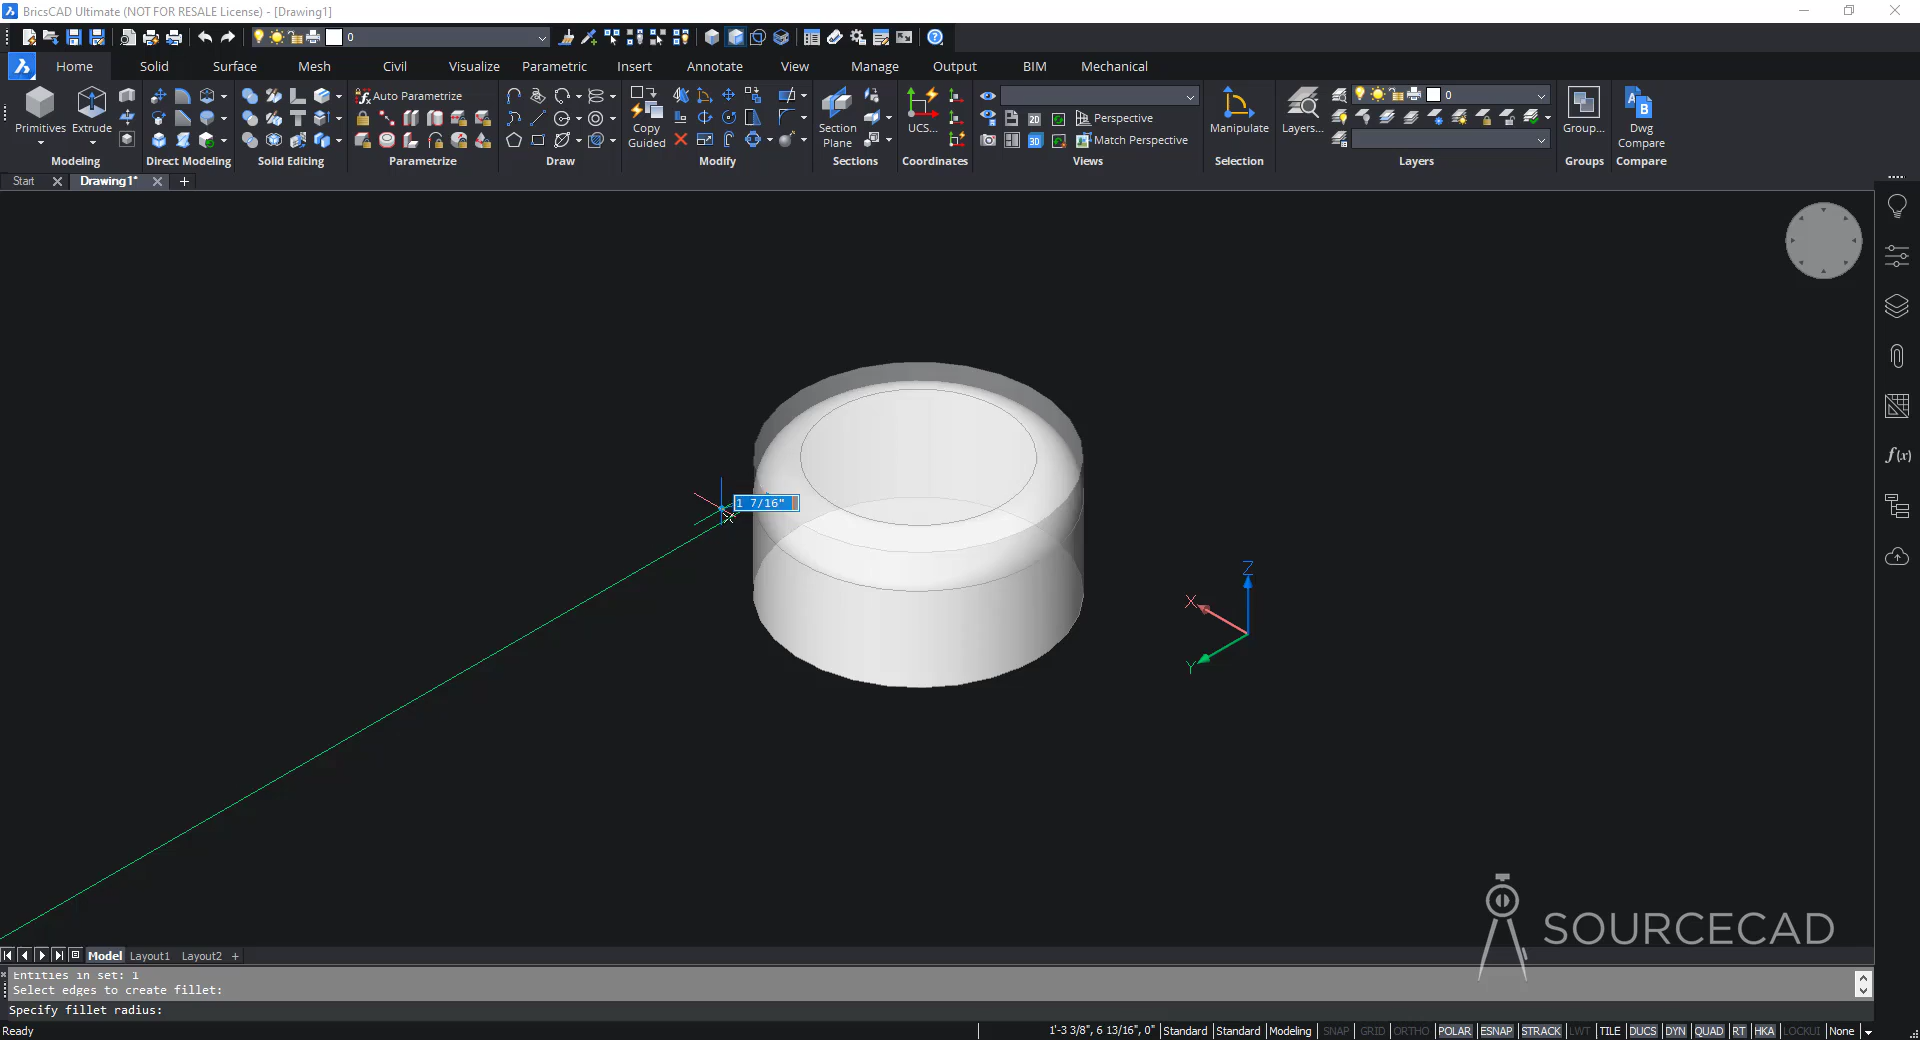 BricsCAD Ultimate (NOT FOR RESALE License) - [Drawing1]
0
Home Solid Surface Mesh Civil Visualize Parametric Insert Annotate View Manage Output BIM Mechanical
Auto Parametrize
0
Perspective
Primitives Extrude Copy Guided Section Plane UCS... Manipulate Layers... Group... Dwg Compare
2D
3D
Match Perspective
Modeling Direct Modeling Solid Editing Parametrize Draw Modify Sections Coordinates Views Selection Layers Groups Compare
Start Drawing1* +
f(x)
1 7/16"
Z
X
Y
SOURCECAD
Model Layout1 Layout2 +
Entities in set: 1
Select edges to create fillet:
Specify fillet radius:
Ready 1'-3 3/8", 6 13/16", 0" Standard Standard Modeling SNAP GRID ORTHO POLAR ESNAP STRACK LWT TILE DUCS DYN QUAD RT HKA LOCKUI None